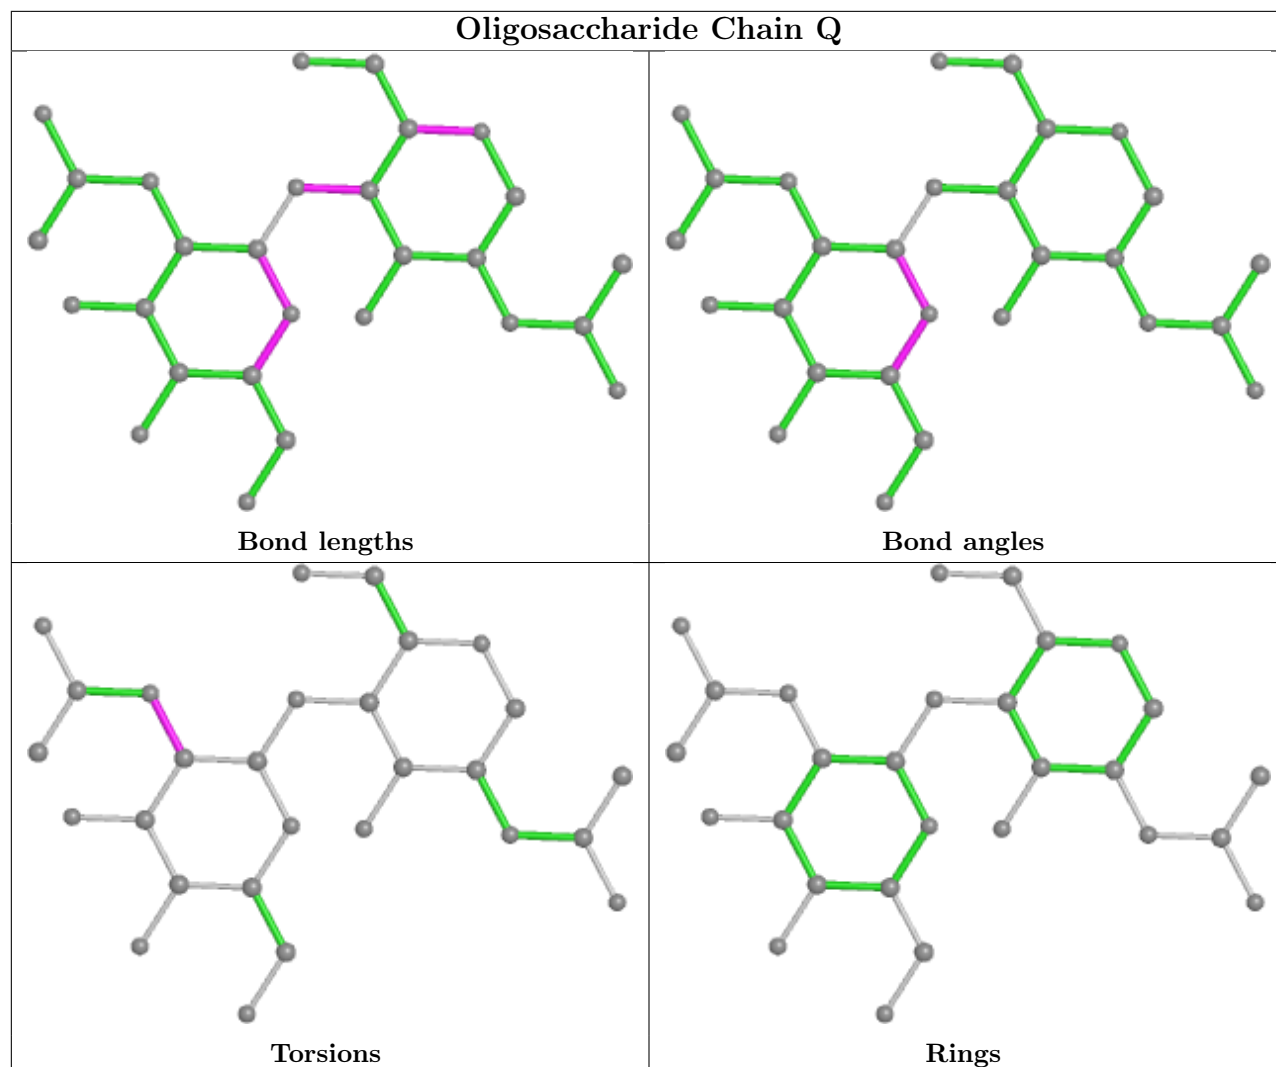 Oligosaccharide Chain Q
Bond lengths
Bond angles
Torsions
Rings